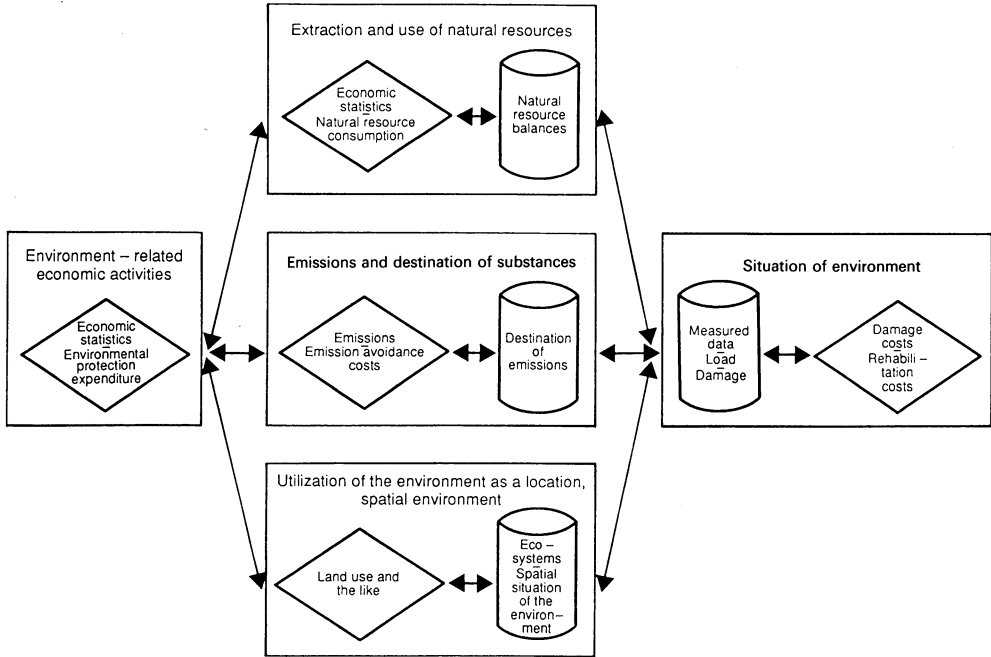 Extraction and use of natural resources
Economic
statistics
–
Natural resource
consumption
Natural
resource
balances
Environment – related
economic activities
Economic
statistics
–
Environmental
protection
expenditure
Emissions and destination of substances
Emissions
–
Emission avoidance
costs
Destination
of
emissions
Situation of environment
Measured
data
–
Load
–
Damage
Damage
costs
–
Rehabili –
tation
costs
Utilization of the environment as a location,
spatial environment
Land use and
the like
Eco –
systems
–
Spatial
situation
of the
environ–
ment